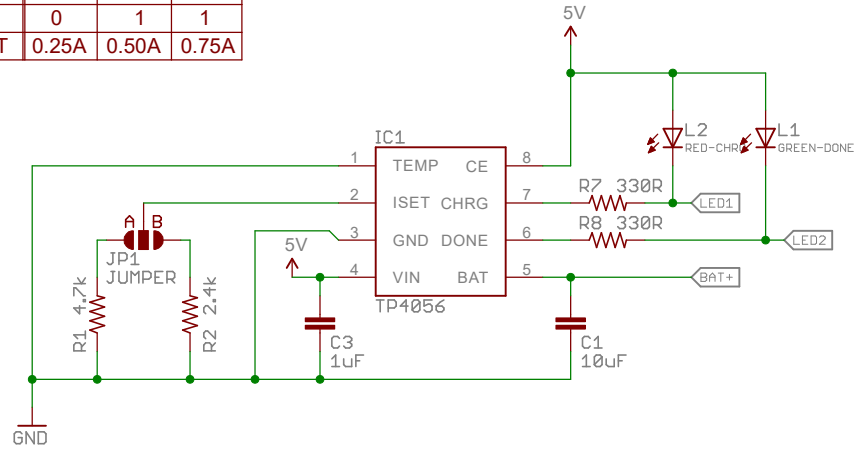 0 1 1
T 0.25A 0.50A 0.75A
5V
IC1
L2
RED-CHR
L1
GREEN-DONE
1 TEMP CE 8
R7 330R
2 ISET CHRG 7
LED1
A B
R8 330R
3 GND DONE 6
LED2
5V
JP1
JUMPER
4 VIN BAT 5
BAT+
TP4056
R1 4.7k
R2 2.4k
C3
1uF
C1
10uF
GND